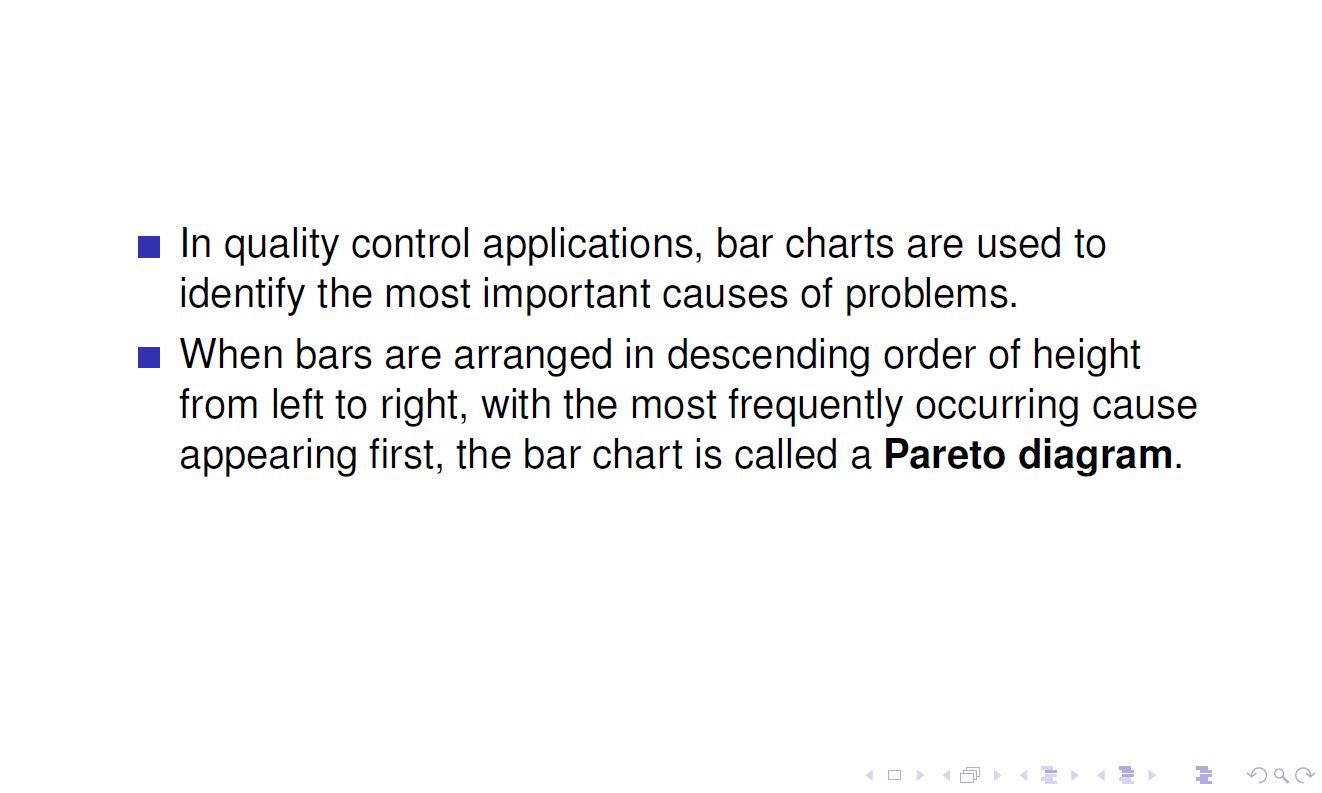 In quality control applications, bar charts are used to
identify the most important causes of problems.
When bars are arranged in descending order of height
from left to right, with the most frequently occurring cause
appearing first, the bar chart is called a Pareto diagram.